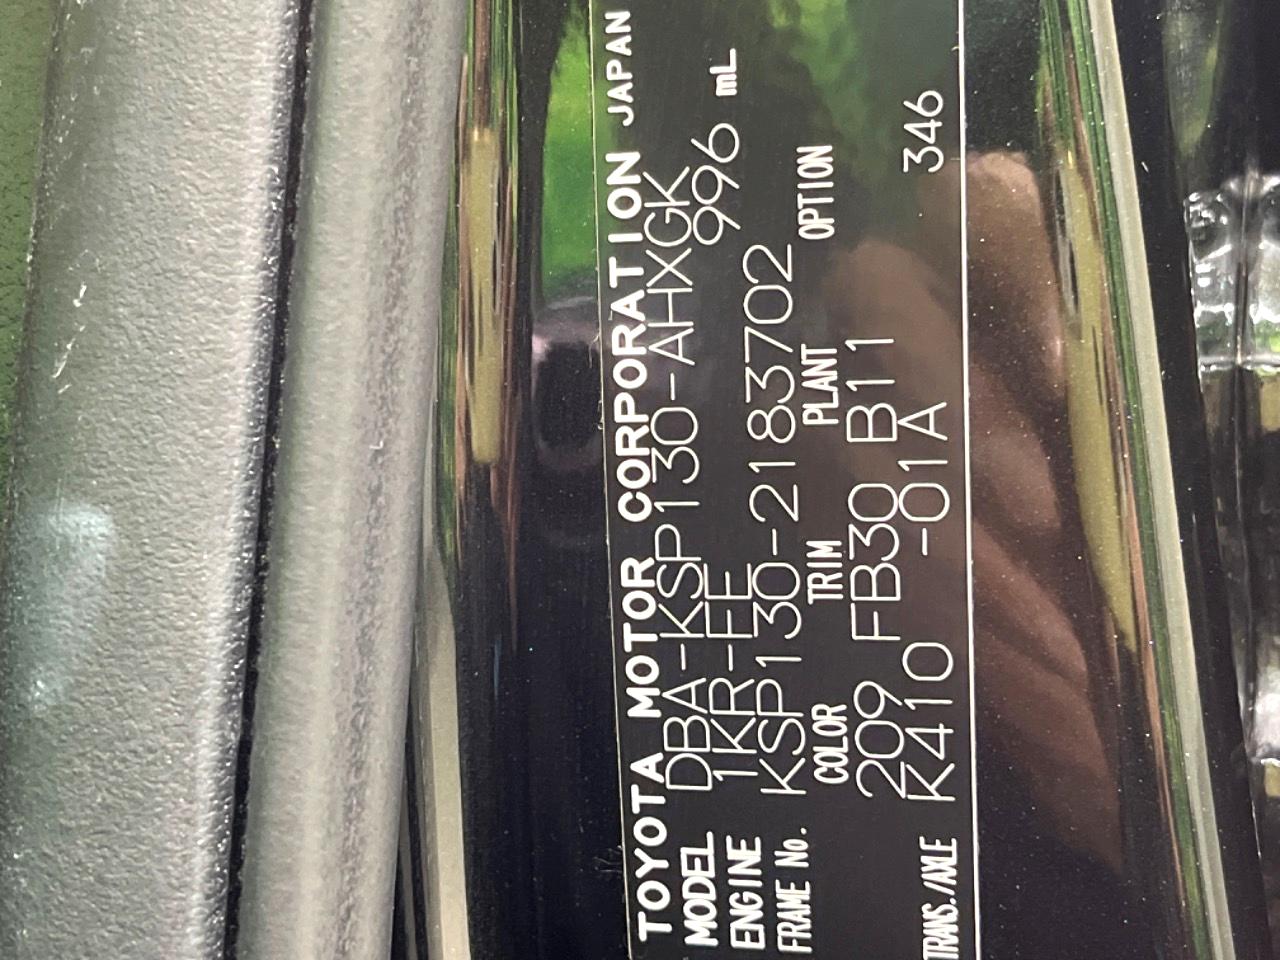 TOYOTA MOTOR CORPORATION JAPAN
MODEL DBA-KSP130-AHXGK
ENGINE 1KR-FE 996 mL
FRAME No. KSP130-2183702
COLOR TRIM PLANT OPTION
209 FB30 B11
TRANS./AXLE K410 -01A 346